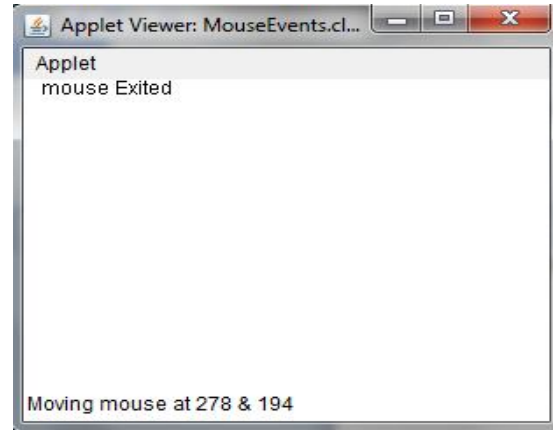 Applet Viewer: MouseEvents.cl...
Applet
mouse Exited
Moving mouse at 278 & 194